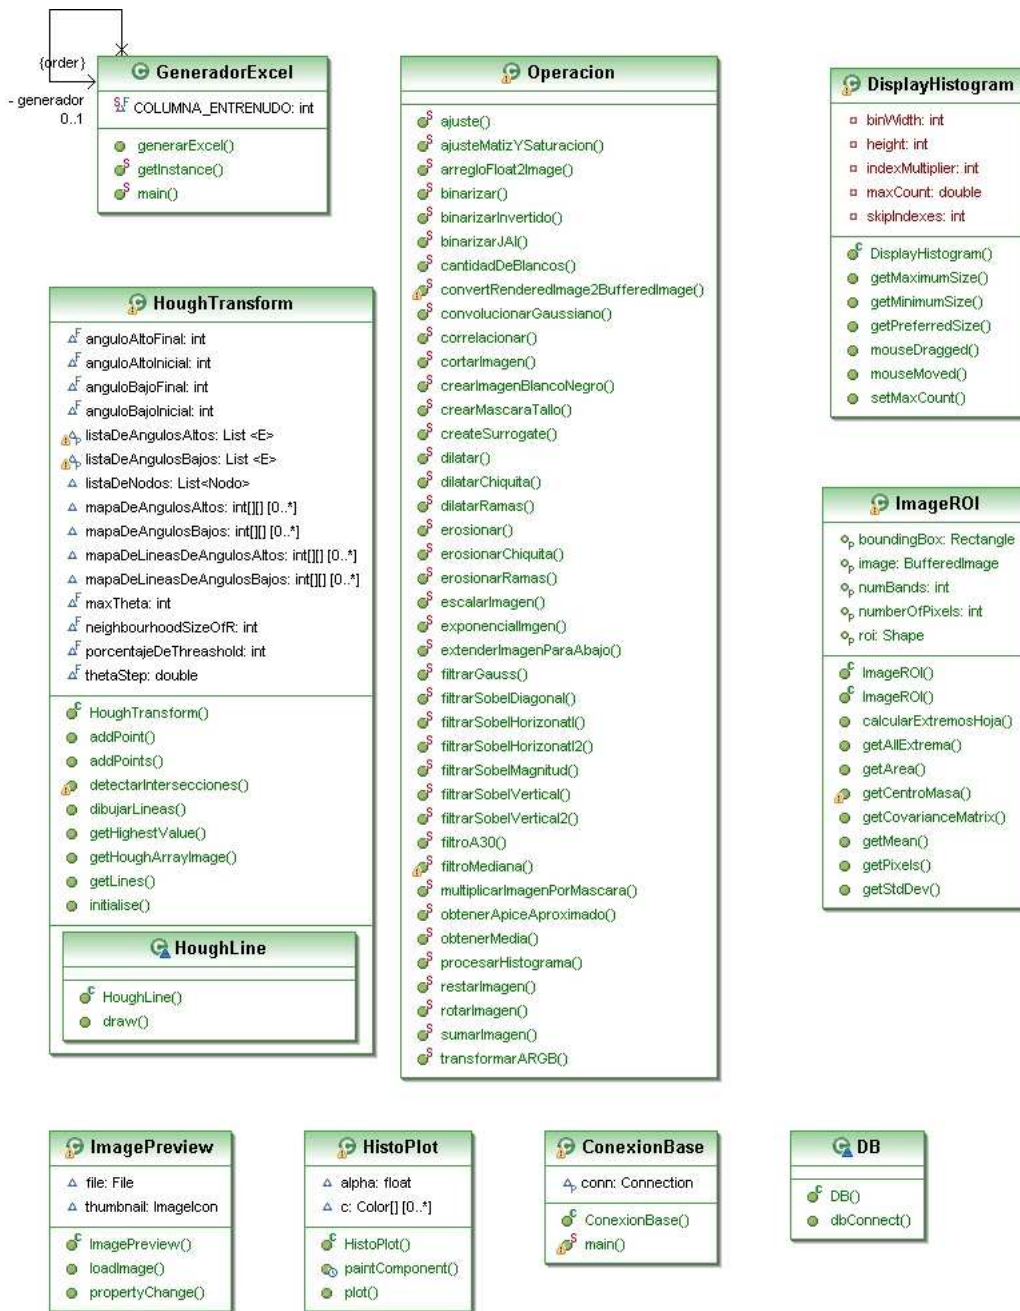 {order}
- generador
0..1
GeneradorExcel
COLUMNA_ENTRENUDO: int
generarExcel()
getInstance()
main()
Operacion
ajuste()
ajusteMatizYSaturacion()
arregloFloat2Image()
binarizar()
binarizarInvertido()
binarizarJAI()
cantidadDeBlancos()
convertRenderedImage2BufferedImage()
convolucionarGaussiano()
correlacionar()
cortarImagen()
crearImagenBlancoNegro()
crearMascaraTallo()
createSurrogate()
dilatar()
dilatarChiquita()
dilatarRamas()
erosionar()
erosionarChiquita()
erosionarRamas()
escalarImagen()
exponencialImgen()
extenderImagenParaAbajo()
filtrarGauss()
filtrarSobelDiagonal()
filtrarSobelHorizonatl()
filtrarSobelHorizonatl2()
filtrarSobelMagnitud()
filtrarSobelVertical()
filtrarSobelVertical2()
filtroA30()
filtroMediana()
multiplicarImagenPorMascara()
obtenerApiceAproximado()
obtenerMedia()
procesarHistograma()
restarImagen()
rotarImagen()
sumarImagen()
transformarARGB()
DisplayHistogram
binWidth: int
height: int
indexMultiplier: int
maxCount: double
skipIndexes: int
DisplayHistogram()
getMaximumSize()
getMinimumSize()
getPreferredSize()
mouseDragged()
mouseMoved()
setMaxCount()
HoughTransform
anguloAltoFinal: int
anguloAltoInicial: int
anguloBajoFinal: int
anguloBajoInicial: int
listaDeAngulosAltos: List <E>
listaDeAngulosBajos: List <E>
listaDeNodos: List<Nodo>
mapaDeAngulosAltos: int[][] [0..*]
mapaDeAngulosBajos: int[][] [0..*]
mapaDeLineasDeAngulosAltos: int[][] [0..*]
mapaDeLineasDeAngulosBajos: int[][] [0..*]
maxTheta: int
neighbourhoodSizeOfR: int
porcentajeDeThreashold: int
thetaStep: double
HoughTransform()
addPoint()
addPoints()
detectarIntersecciones()
dibujarLineas()
getHighestValue()
getHoughArrayImage()
getLines()
initialise()
HoughLine
HoughLine()
draw()
ImageROI
boundingBox: Rectangle
image: BufferedImage
numBands: int
numberOfPixels: int
roi: Shape
ImageROI()
ImageROI()
calcularExtremosHoja()
getAllExtrema()
getArea()
getCentroMasa()
getCovarianceMatrix()
getMean()
getPixels()
getStdDev()
ImagePreview
file: File
thumbnail: ImageIcon
ImagePreview()
loadImage()
propertyChange()
HistoPlot
alpha: float
c: Color[] [0..*]
HistoPlot()
paintComponent()
plot()
ConexionBase
conn: Connection
ConexionBase()
main()
DB
DB()
dbConnect()